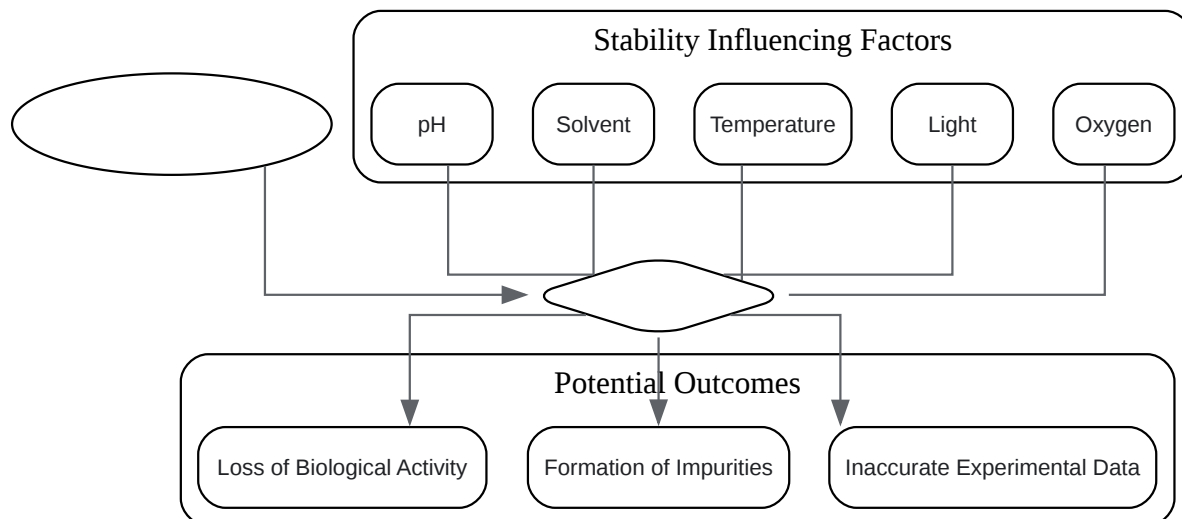 Stability Influencing Factors
pH
Solvent
Temperature
Light
Oxygen
Potential Outcomes
Loss of Biological Activity
Formation of Impurities
Inaccurate Experimental Data